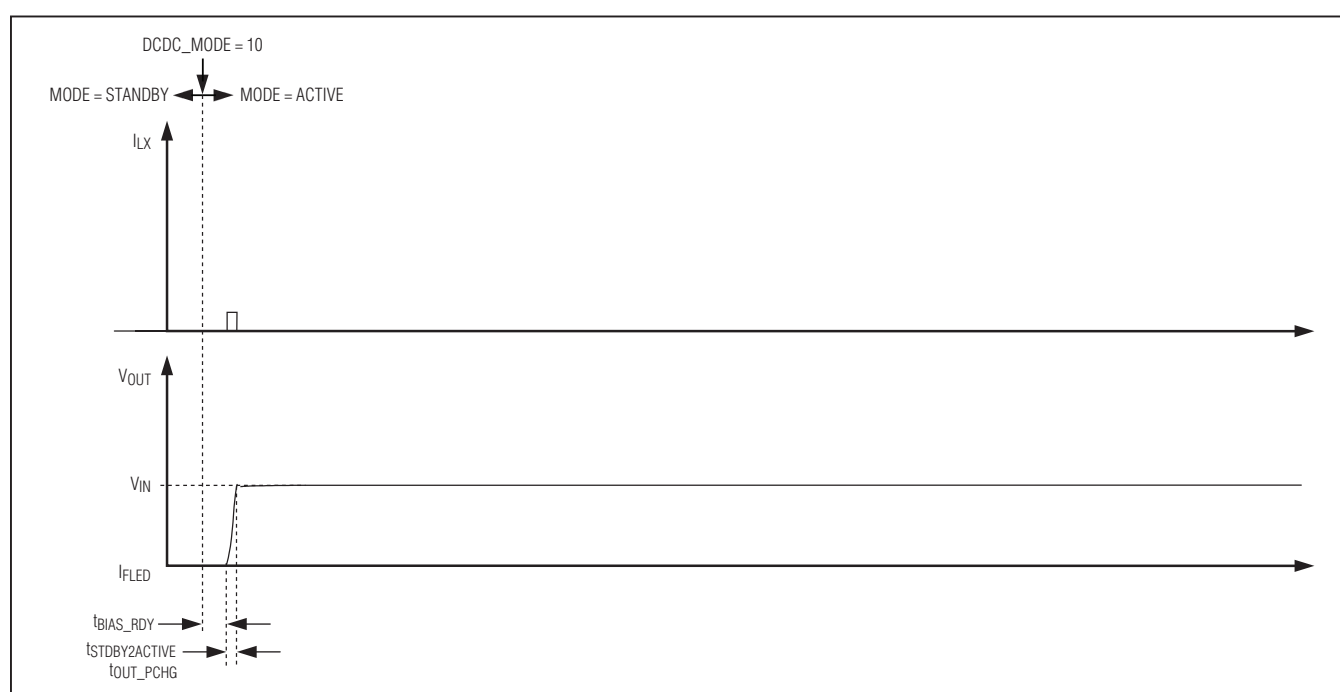 DCDC_MODE = 10
MODE = STANDBY MODE = ACTIVE
ILX
VOUT
VIN
IFLED
tBIAS_RDY
tSTDBY2ACTIVE
tOUT_PCHG